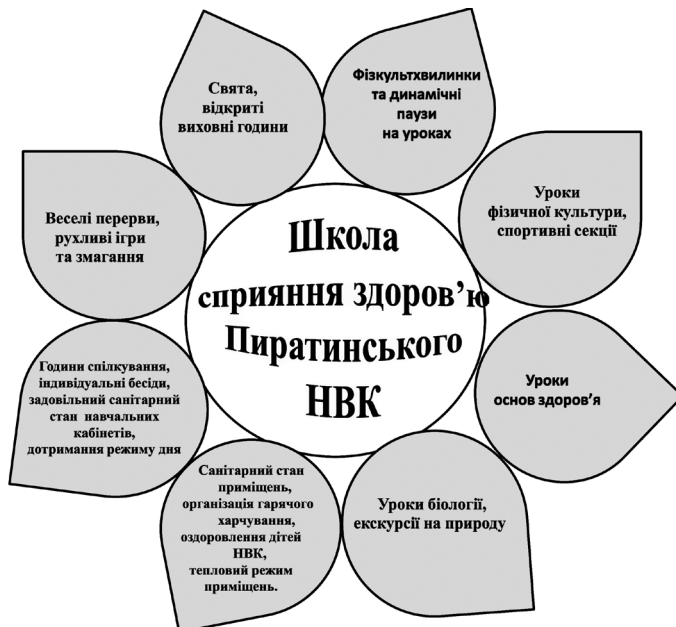 Школа
сприяння здоров’ю
Пиратинського
НВК
Свята,
відкриті
виховні години
Фізкультхвилинки
та динамічні
паузи
на уроках
Уроки
фізичної культури,
спортивні секції
Уроки
основ здоров’я
Уроки біології,
екскурсії на природу
Санітарний стан
приміщень,
організація гарячого
харчування,
оздоровлення дітей
НВК,
тепловий режим
приміщень.
Години спілкування,
індивідуальні бесіди,
задовільний санітарний
стан навчальних
кабінетів,
дотримання режиму дня
Веселі перерви,
рухливі ігри
та змагання